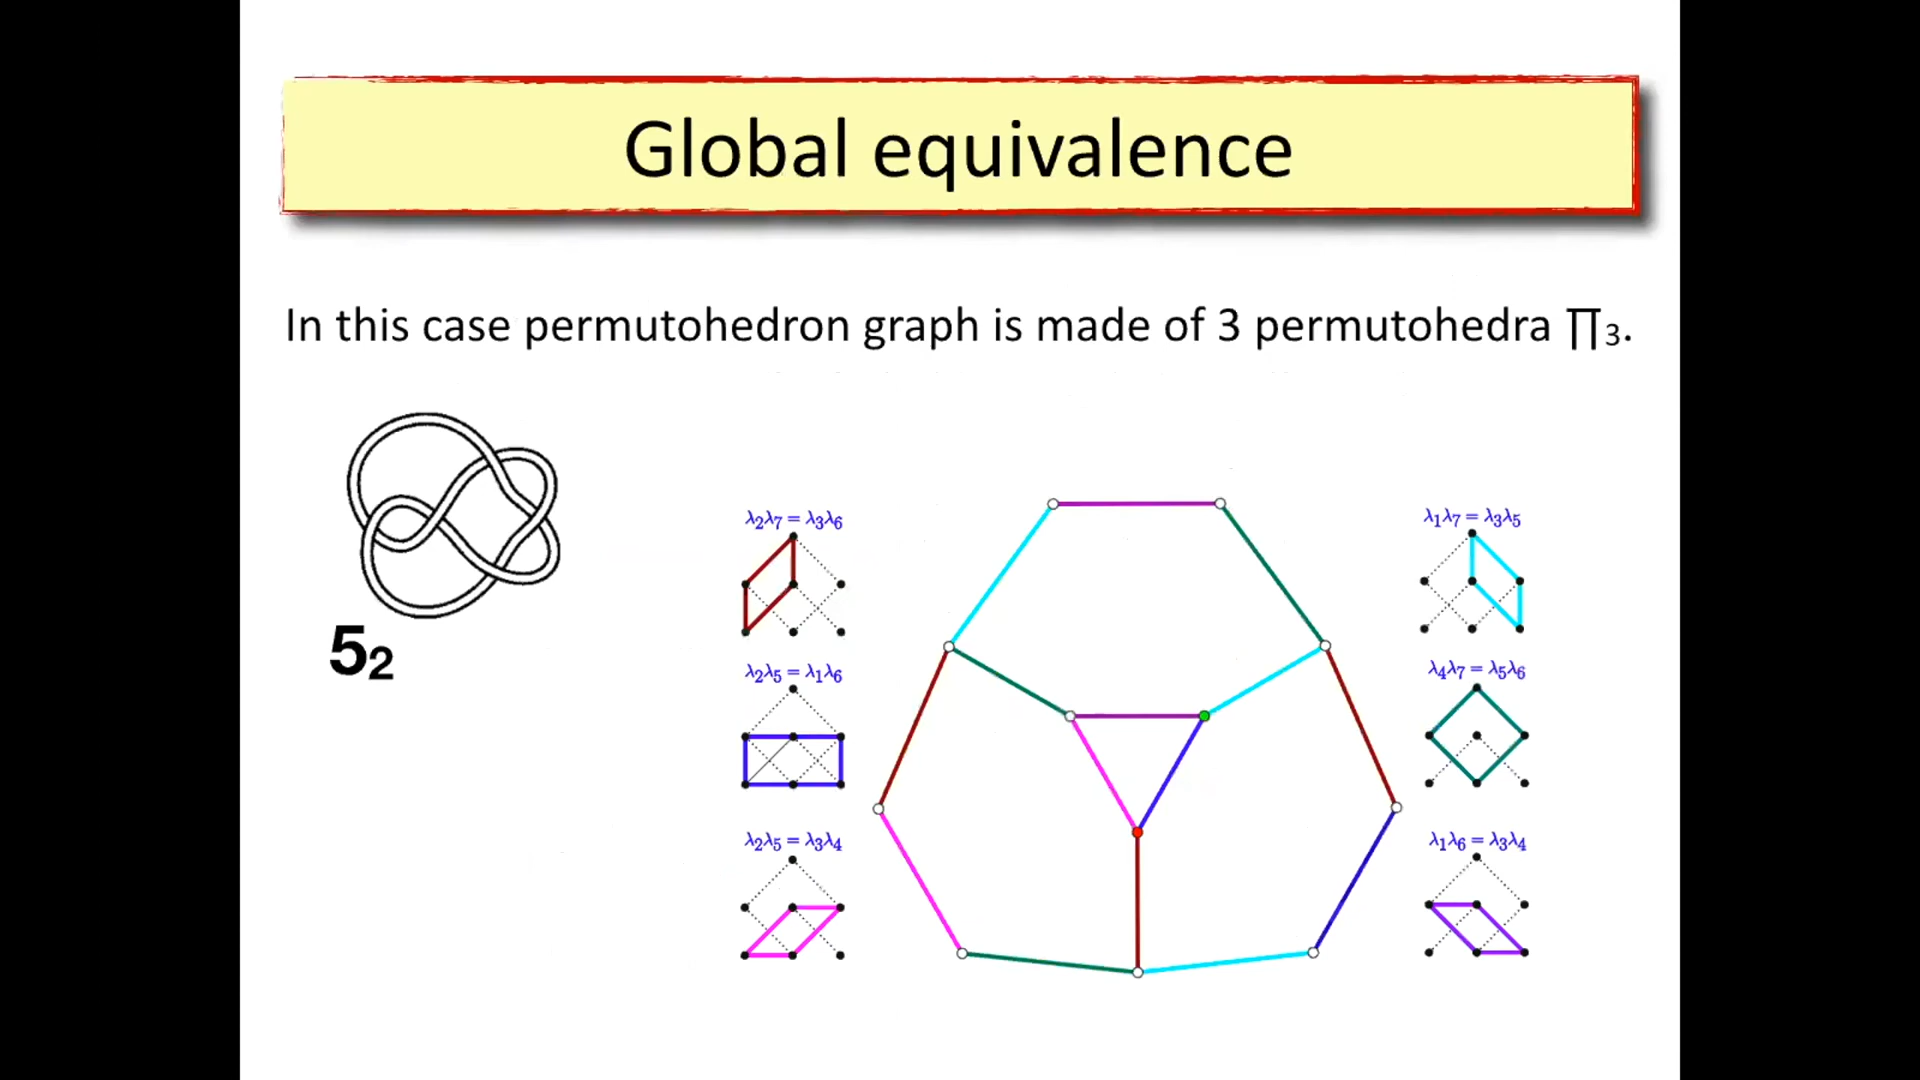 Global equivalence
In this case permutohedron graph is made of 3 permutohedra ∏₃.
5₂
λ₂λ₇ = λ₃λ₆
λ₂λ₅ = λ₁λ₆
λ₂λ₅ = λ₃λ₄
λ₁λ₇ = λ₃λ₅
λ₄λ₇ = λ₅λ₆
λ₁λ₆ = λ₃λ₄